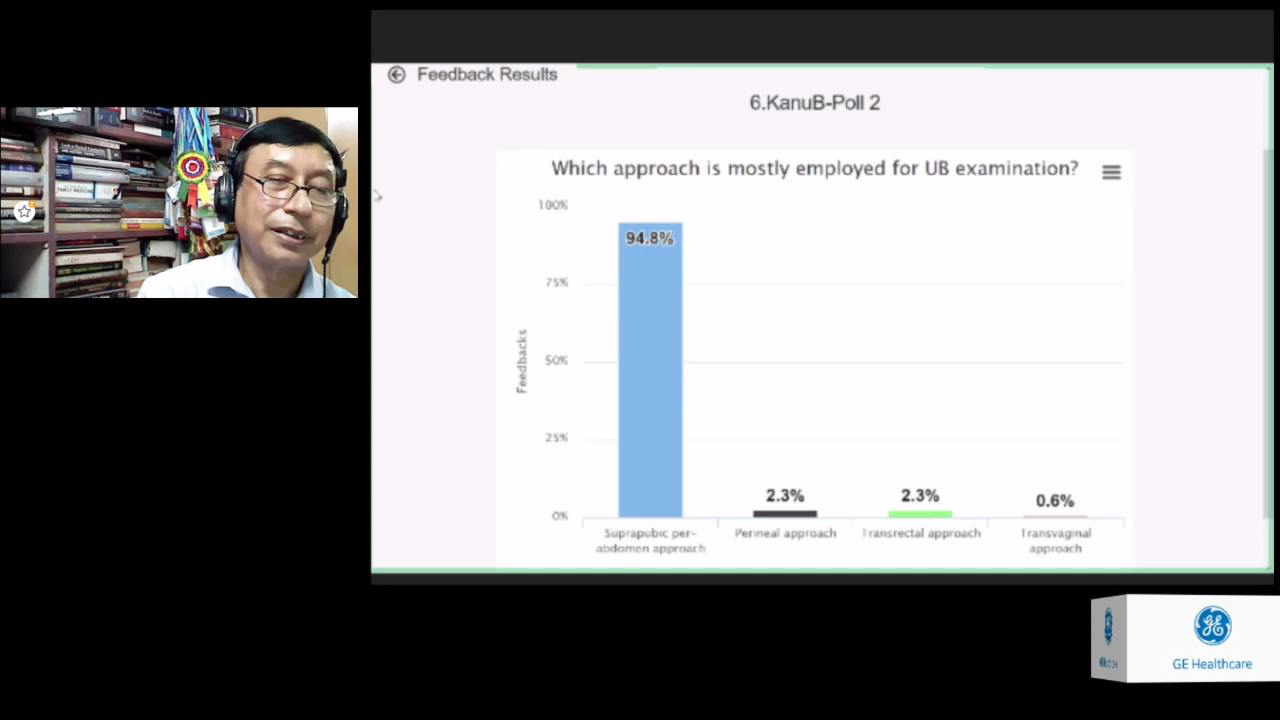 Feedback Results
6.KanuB-Poll 2
Which approach is mostly employed for UB examination?
100%
75%
50%
25%
0%
Feedbacks
94.8%
2.3%
2.3%
0.6%
Suprapubic per-
abdomen approach
Perineal approach
Transrectal approach
Transvaginal
approach
FAMILY MEDICINE
GE Healthcare